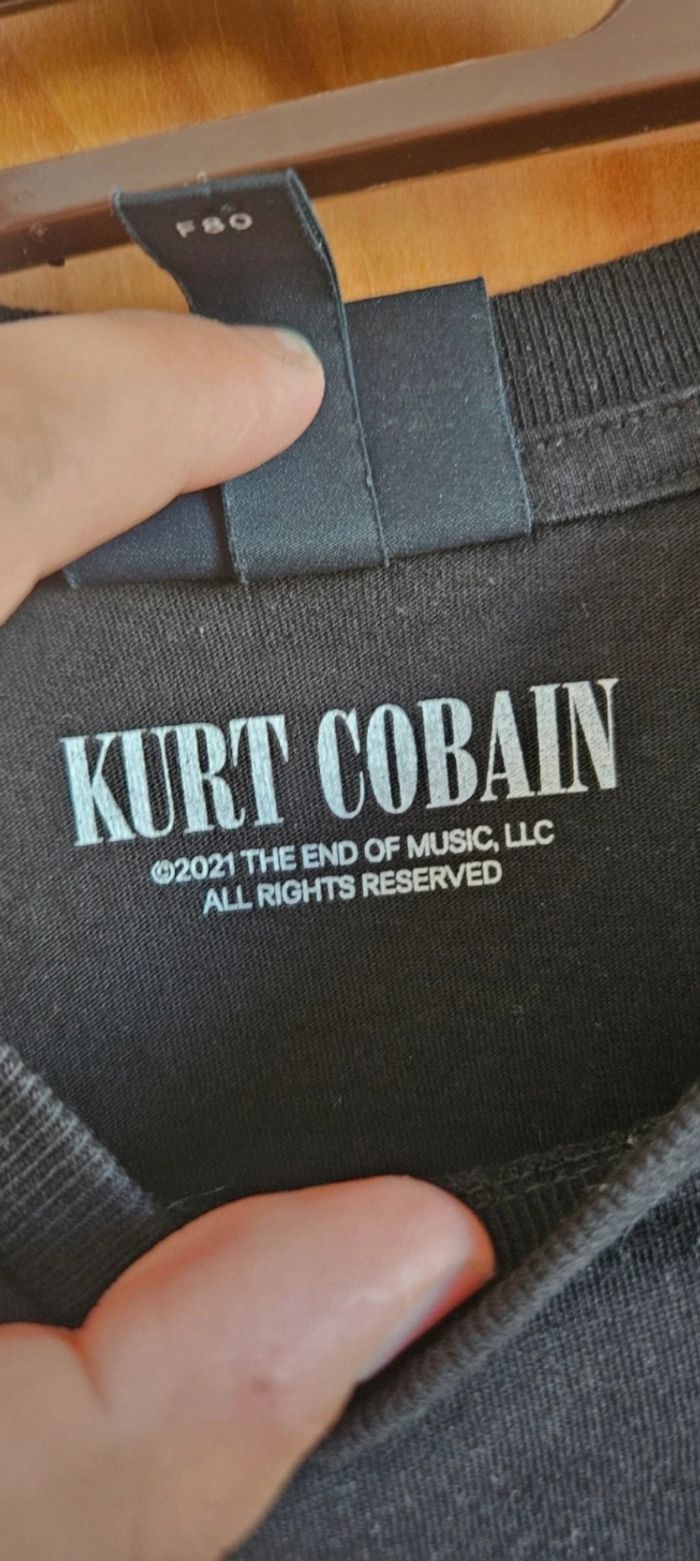 F80
KURT COBAIN
©2021 THE END OF MUSIC, LLC
ALL RIGHTS RESERVED